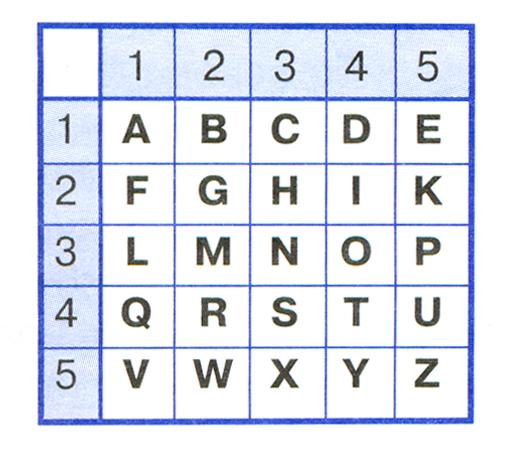 1 2 3 4 5
1 A B C D E
2 F G H I K
3 L M N O P
4 Q R S T U
5 V W X Y Z